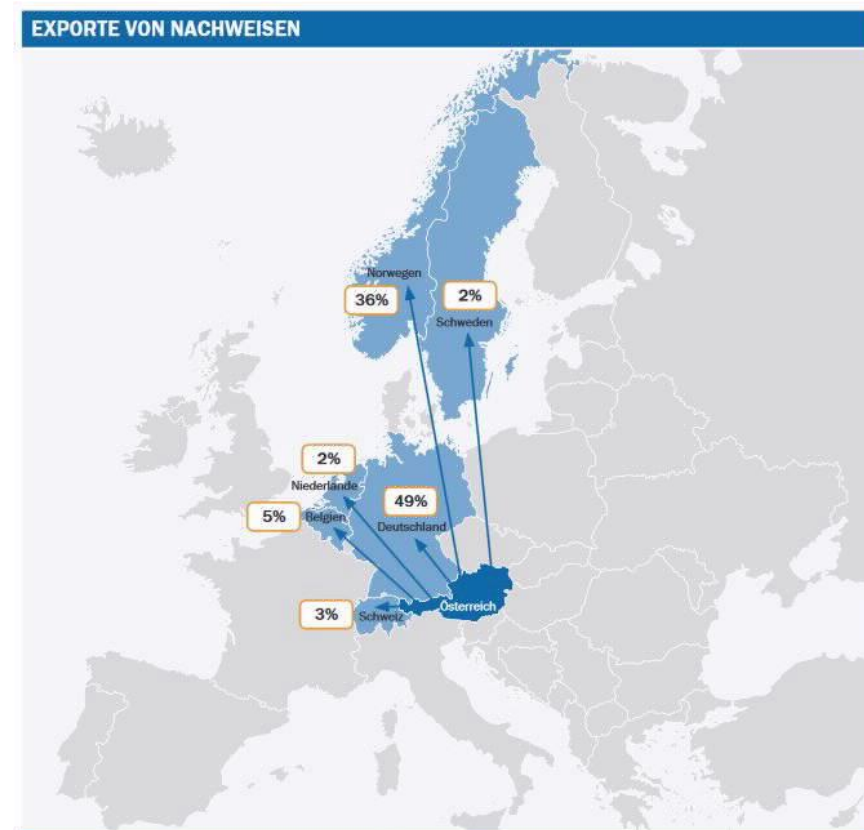 EXPORTE VON NACHWEISEN
Norwegen
36%
2%
Schweden
2%
Niederlande
49%
5%
Belgien
Deutschland
Österreich
3%
Schweiz